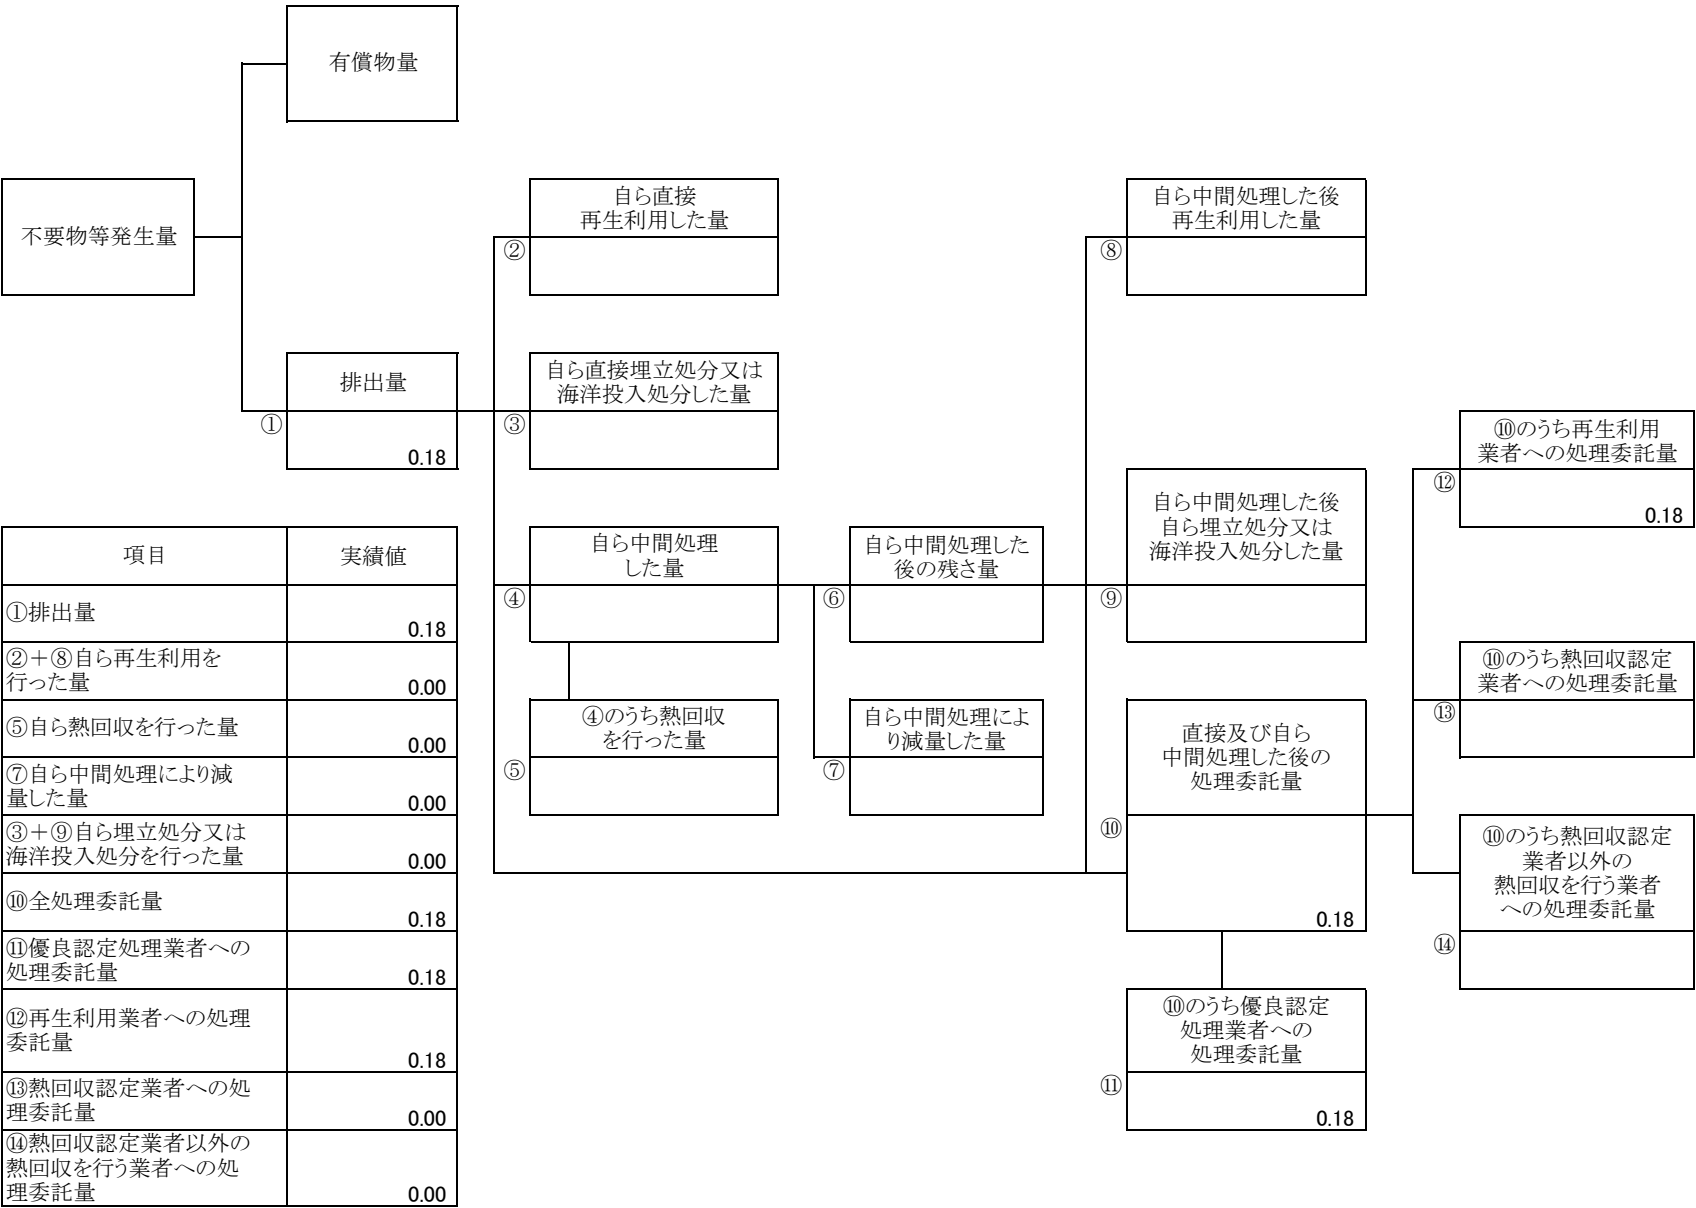 有償物量
不要物等発生量
自ら直接
再生利用した量
②
自ら中間処理した後
再生利用した量
⑧
排出量
①
0.18
自ら直接埋立処分又は
海洋投入処分した量
③
⑩のうち再生利用
業者への処理委託量
⑫
0.18
自ら中間処理した後
自ら埋立処分又は
海洋投入処分した量
⑨
自ら中間処理
した量
④
自ら中間処理した
後の残さ量
⑥
④のうち熱回収
を行った量
⑤
自ら中間処理によ
り減量した量
⑦
直接及び自ら
中間処理した後の
処理委託量
⑩
0.18
⑩のうち熱回収認定
業者への処理委託量
⑬
⑩のうち熱回収認定
業者以外の
熱回収を行う業者
への処理委託量
⑭
⑩のうち優良認定
処理業者への
処理委託量
⑪
0.18
項目
実績値
①排出量
0.18
②＋⑧自ら再生利用を
行った量
0.00
⑤自ら熱回収を行った量
0.00
⑦自ら中間処理により減
量した量
0.00
③＋⑨自ら埋立処分又は
海洋投入処分を行った量
0.00
⑩全処理委託量
0.18
⑪優良認定処理業者への
処理委託量
0.18
⑫再生利用業者への処理
委託量
0.18
⑬熱回収認定業者への処
理委託量
0.00
⑭熱回収認定業者以外の
熱回収を行う業者への処
理委託量
0.00